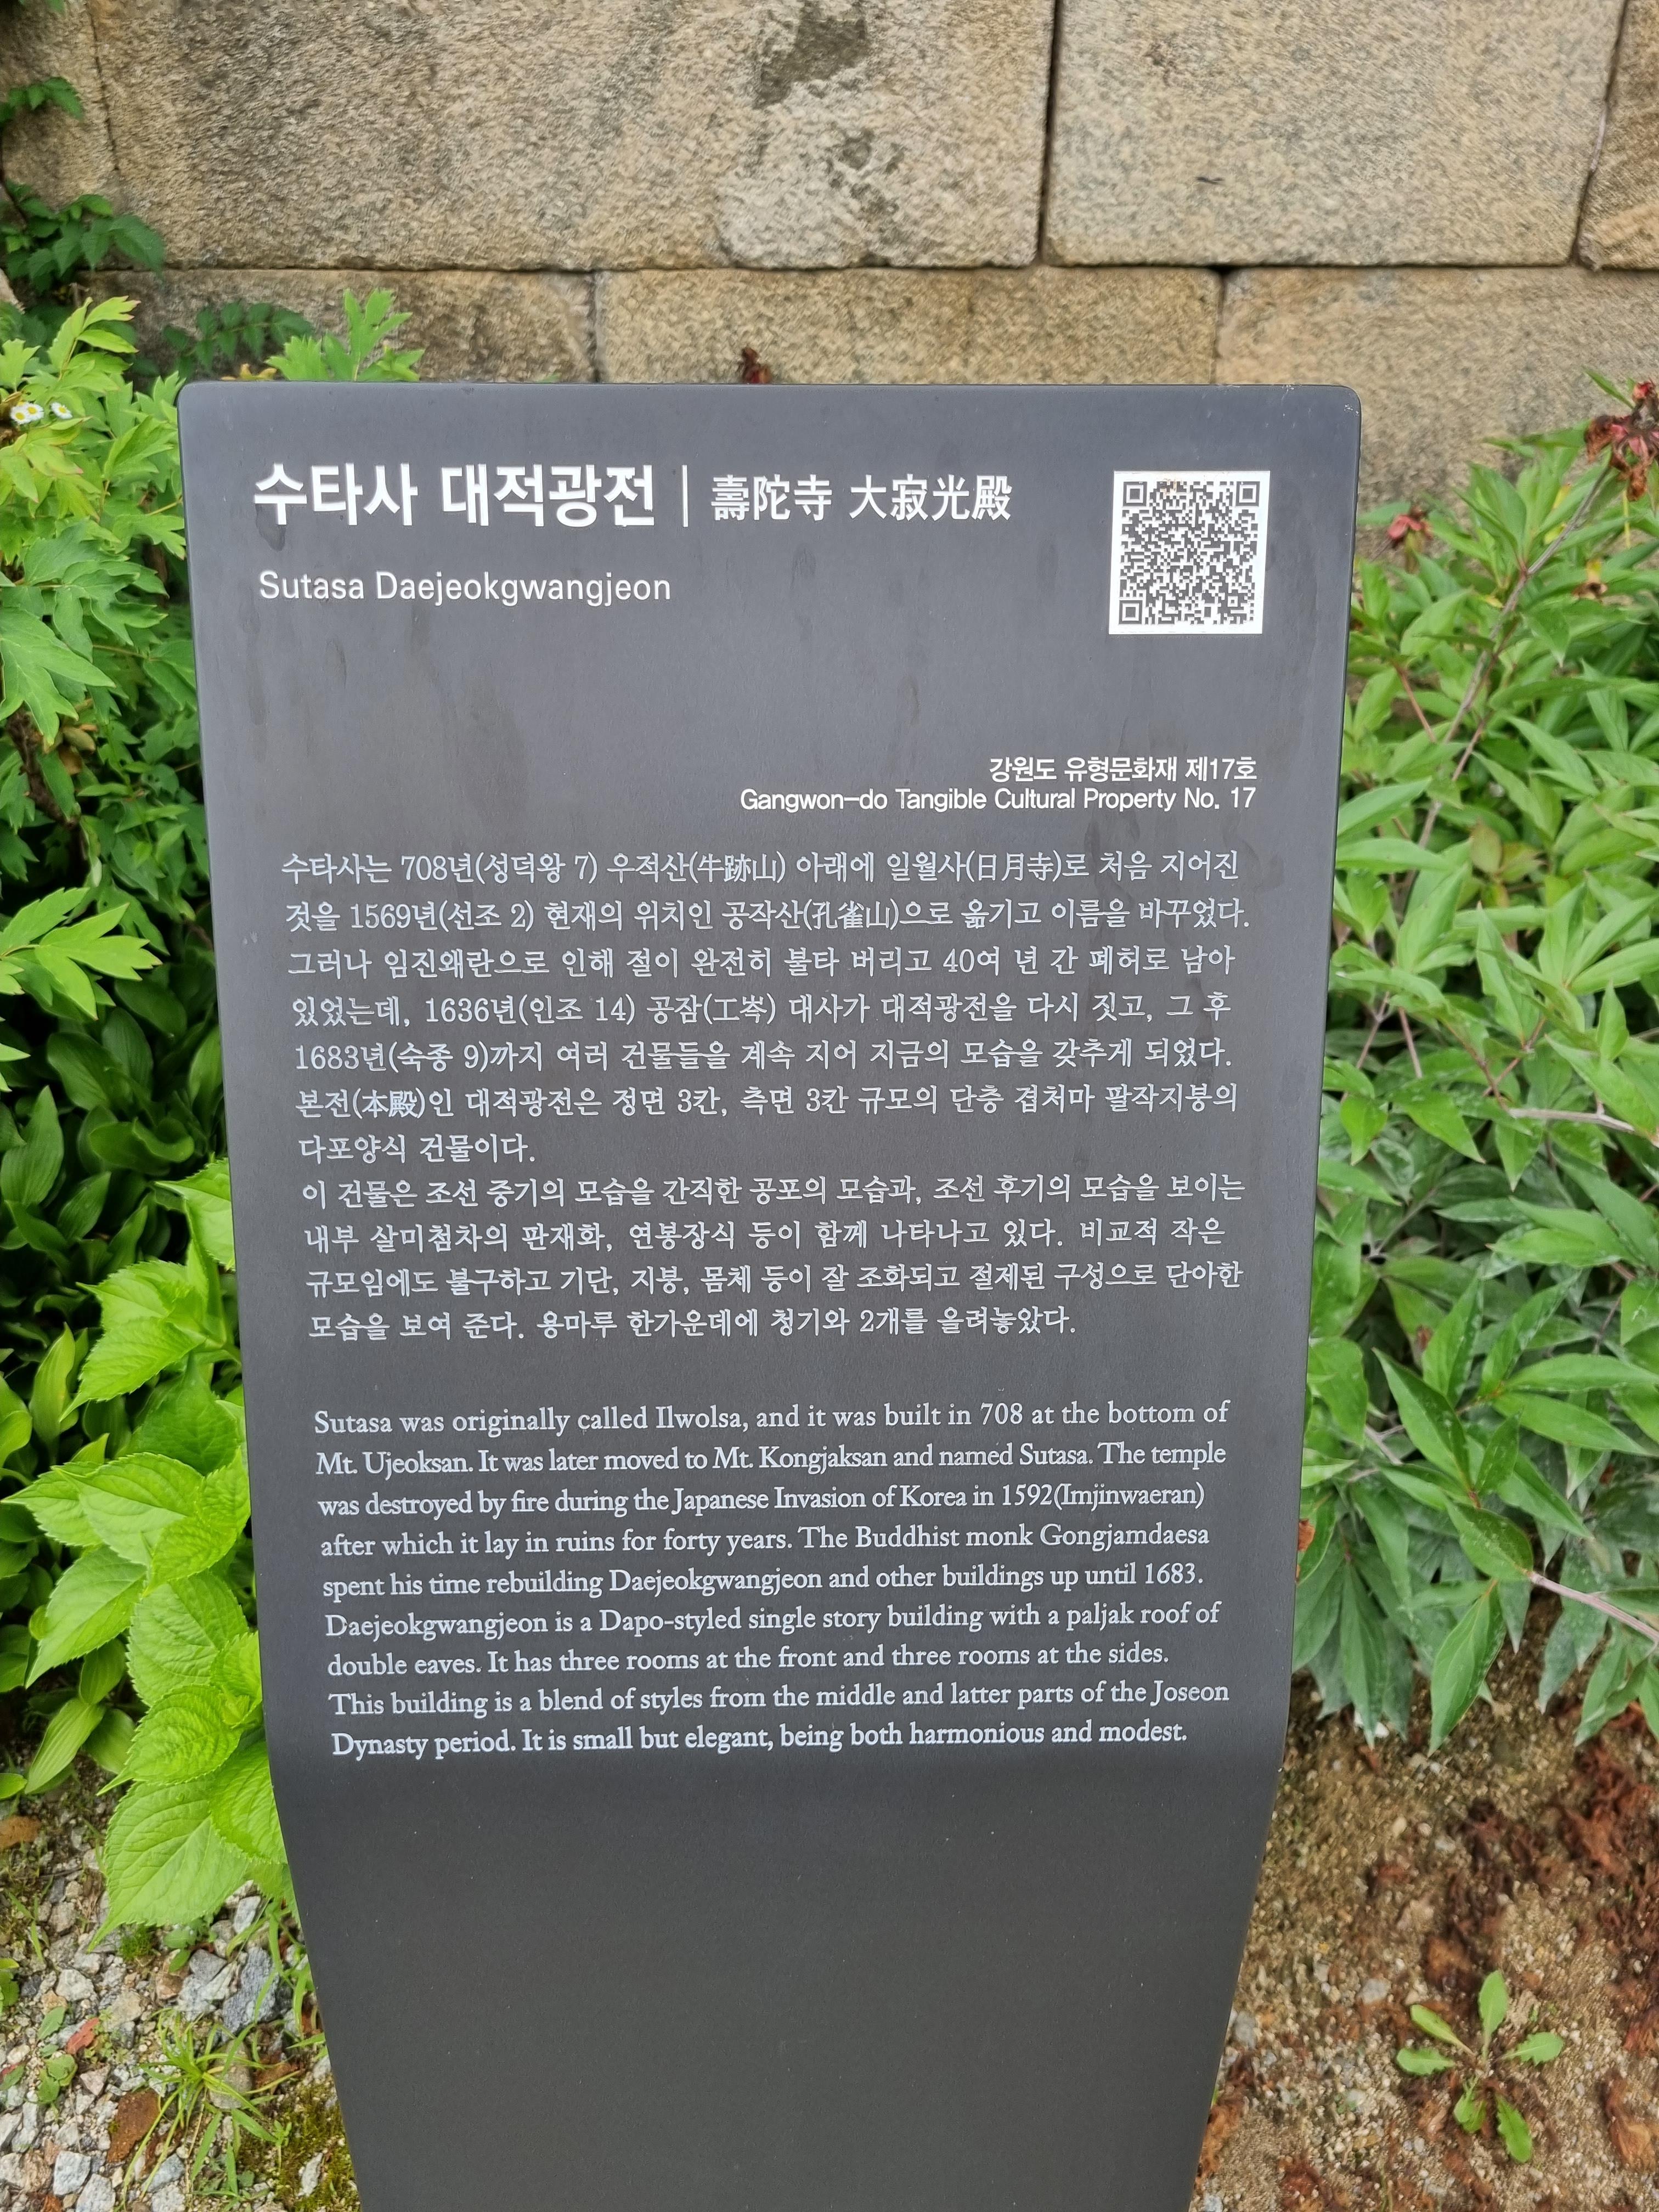 수타사 대적광전 | 壽陀寺 大寂光殿
Sutasa Daejeokgwangjeon
강원도 유형문화재 제17호
Gangwon-do Tangible Cultural Property No. 17
수타사는 708년(성덕왕 7) 우적산(牛跡山) 아래에 일월사(日月寺)로 처음 지어진
것을 1569년(선조 2) 현재의 위치인 공작산(孔雀山)으로 옮기고 이름을 바꾸었다.
그러나 임진왜란으로 인해 절이 완전히 불타 버리고 40여 년 간 폐허로 남아
있었는데, 1636년(인조 14) 공잠(工岑) 대사가 대적광전을 다시 짓고, 그 후
1683년(숙종 9)까지 여러 건물들을 계속 지어 지금의 모습을 갖추게 되었다.
본전(本殿)인 대적광전은 정면 3칸, 측면 3칸 규모의 단층 겹처마 팔작지붕의
다포양식 건물이다.
이 건물은 조선 중기의 모습을 간직한 공포의 모습과, 조선 후기의 모습을 보이는
내부 살미첨차의 판재화, 연봉장식 등이 함께 나타나고 있다. 비교적 작은
규모임에도 불구하고 기단, 지붕, 몸체 등이 잘 조화되고 절제된 구성으로 단아한
모습을 보여 준다. 용마루 한가운데에 청기와 2개를 올려놓았다.
Sutasa was originally called Ilwolsa, and it was built in 708 at the bottom of
Mt. Ujeoksan. It was later moved to Mt. Kongjaksan and named Sutasa. The temple
was destroyed by fire during the Japanese Invasion of Korea in 1592(Imjinwaeran)
after which it lay in ruins for forty years. The Buddhist monk Gongjamdaesa
spent his time rebuilding Daejeokgwangjeon and other buildings up until 1683.
Daejeokgwangjeon is a Dapo-styled single story building with a paljak roof of
double eaves. It has three rooms at the front and three rooms at the sides.
This building is a blend of styles from the middle and latter parts of the Joseon
Dynasty period. It is small but elegant, being both harmonious and modest.